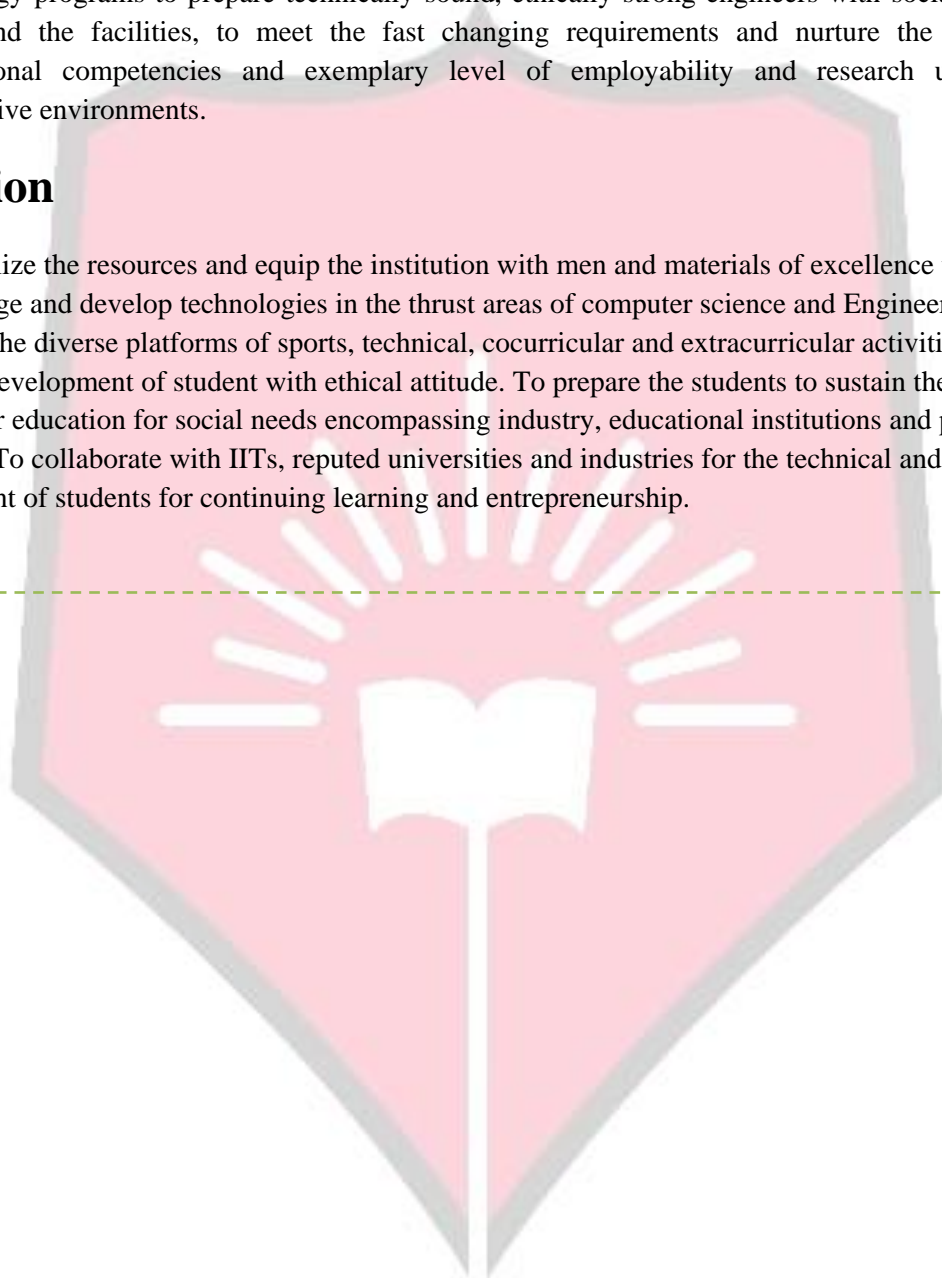 gy programs to prepare technically sound, ethically strong engineers with social
nd the facilities, to meet the fast changing requirements and nurture the
onal competencies and exemplary level of employability and research u
ive environments.
ion
ize the resources and equip the institution with men and materials of excellence
ge and develop technologies in the thrust areas of computer science and Engineer
he diverse platforms of sports, technical, cocurricular and extracurricular activiti
evelopment of student with ethical attitude. To prepare the students to sustain the
r education for social needs encompassing industry, educational institutions and p
To collaborate with IITs, reputed universities and industries for the technical and
nt of students for continuing learning and entrepreneurship.